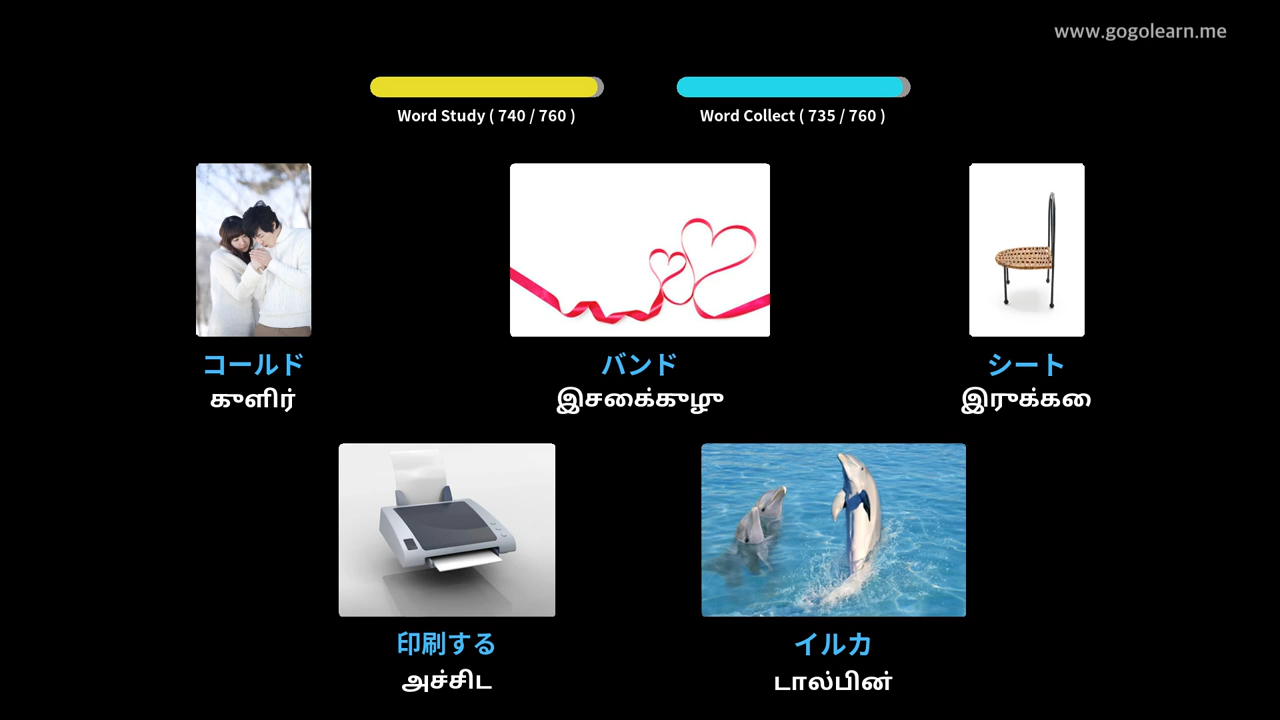 www.gogolearn.me
Word Study ( 740 / 760 )
Word Collect ( 735 / 760 )
コールド
バンド
シート
குளிர்
இசைக்குழு
இருக்கை
印刷する
イルカ
அச்சிட
டால்பின்